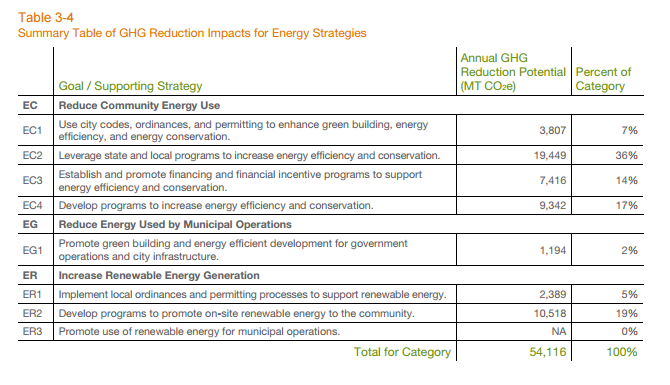 Table 3-4
Summary Table of GHG Reduction Impacts for Energy Strategies
Goal / Supporting Strategy Annual GHG Reduction Potential (MT CO₂e) Percent of Category
EC Reduce Community Energy Use
EC1 Use city codes, ordinances, and permitting to enhance green building, energy efficiency, and energy conservation. 3,807 7%
EC2 Leverage state and local programs to increase energy efficiency and conservation. 19,449 36%
EC3 Establish and promote financing and financial incentive programs to support energy efficiency and conservation. 7,416 14%
EC4 Develop programs to increase energy efficiency and conservation. 9,342 17%
EG Reduce Energy Used by Municipal Operations
EG1 Promote green building and energy efficient development for government operations and city infrastructure. 1,194 2%
ER Increase Renewable Energy Generation
ER1 Implement local ordinances and permitting processes to support renewable energy. 2,389 5%
ER2 Develop programs to promote on-site renewable energy to the community. 10,518 19%
ER3 Promote use of renewable energy for municipal operations. NA 0%
Total for Category 54,116 100%